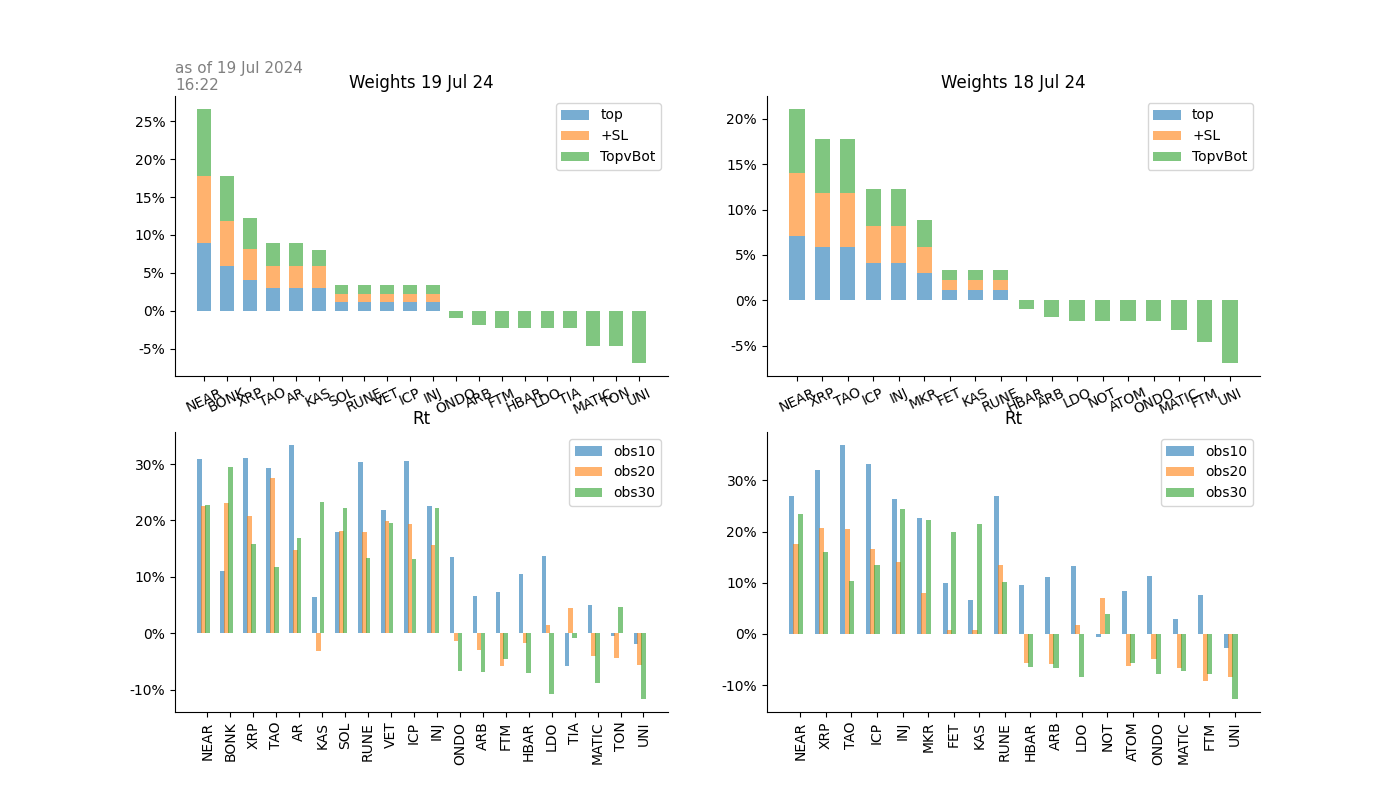 as of 19 Jul 2024
16:22
Weights 19 Jul 24
25%
20%
15%
10%
5%
0%
-5%
top
+SL
TopvBot
NEAR BONK XRP TAO AR KAS SOL RUNE VET ICP INJ ONDO ARB FTM HBAR LDO TIA MATIC TON UNI
Weights 18 Jul 24
20%
15%
10%
5%
0%
-5%
top
+SL
TopvBot
NEAR XRP TAO ICP INJ MKR FET KAS RUNE HBAR ARB LDO NOT ATOM ONDO MATIC FTM UNI
Rt
30%
20%
10%
0%
-10%
obs10
obs20
obs30
NEAR BONK XRP TAO AR KAS SOL RUNE VET ICP INJ ONDO ARB FTM HBAR LDO TIA MATIC TON UNI
Rt
30%
20%
10%
0%
-10%
obs10
obs20
obs30
NEAR XRP TAO ICP INJ MKR FET KAS RUNE HBAR ARB LDO NOT ATOM ONDO MATIC FTM UNI